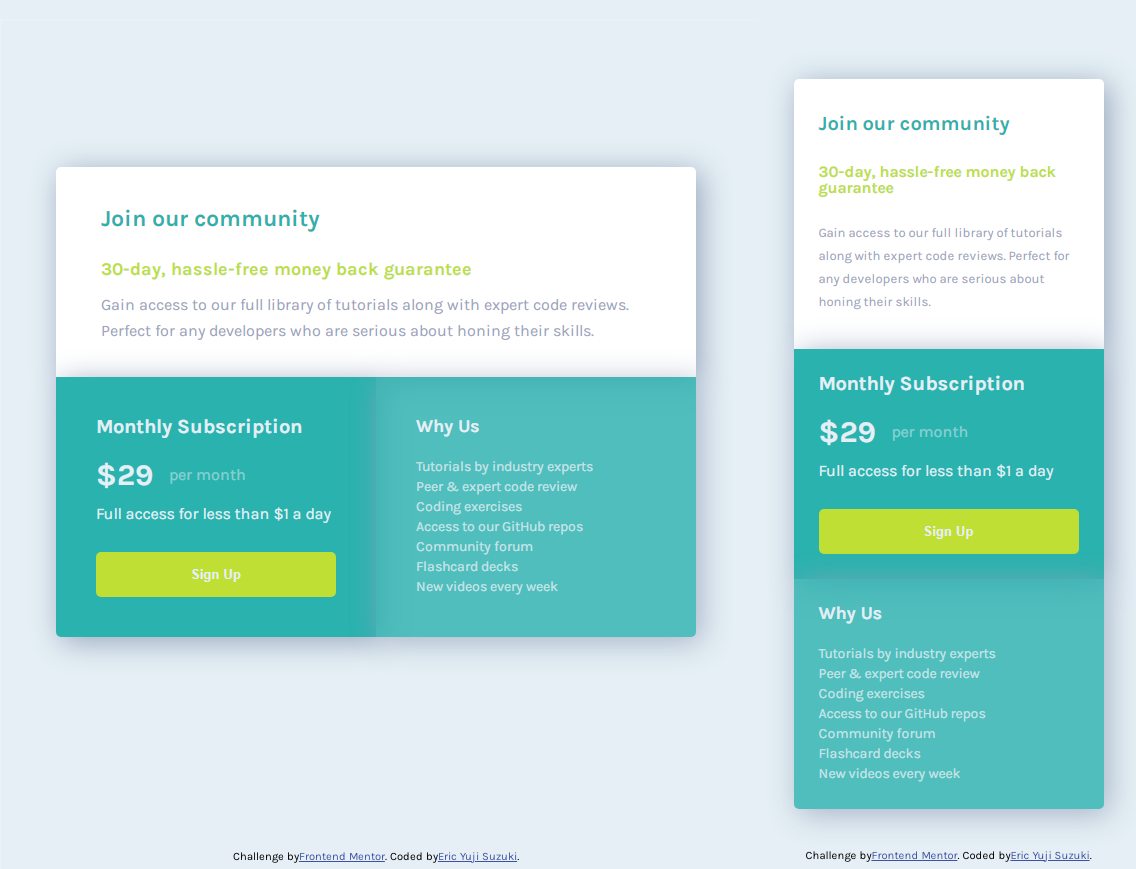 Join our community
30-day, hassle-free money back guarantee
Gain access to our full library of tutorials along with expert code reviews.
Perfect for any developers who are serious about honing their skills.
Monthly Subscription
$29 per month
Full access for less than $1 a day
Sign Up
Why Us
Tutorials by industry experts
Peer & expert code review
Coding exercises
Access to our GitHub repos
Community forum
Flashcard decks
New videos every week
Challenge byFrontend Mentor. Coded byEric Yuji Suzuki.
Join our community
30-day, hassle-free money back
guarantee
Gain access to our full library of tutorials
along with expert code reviews. Perfect for
any developers who are serious about
honing their skills.
Monthly Subscription
$29 per month
Full access for less than $1 a day
Sign Up
Why Us
Tutorials by industry experts
Peer & expert code review
Coding exercises
Access to our GitHub repos
Community forum
Flashcard decks
New videos every week
Challenge byFrontend Mentor. Coded byEric Yuji Suzuki.